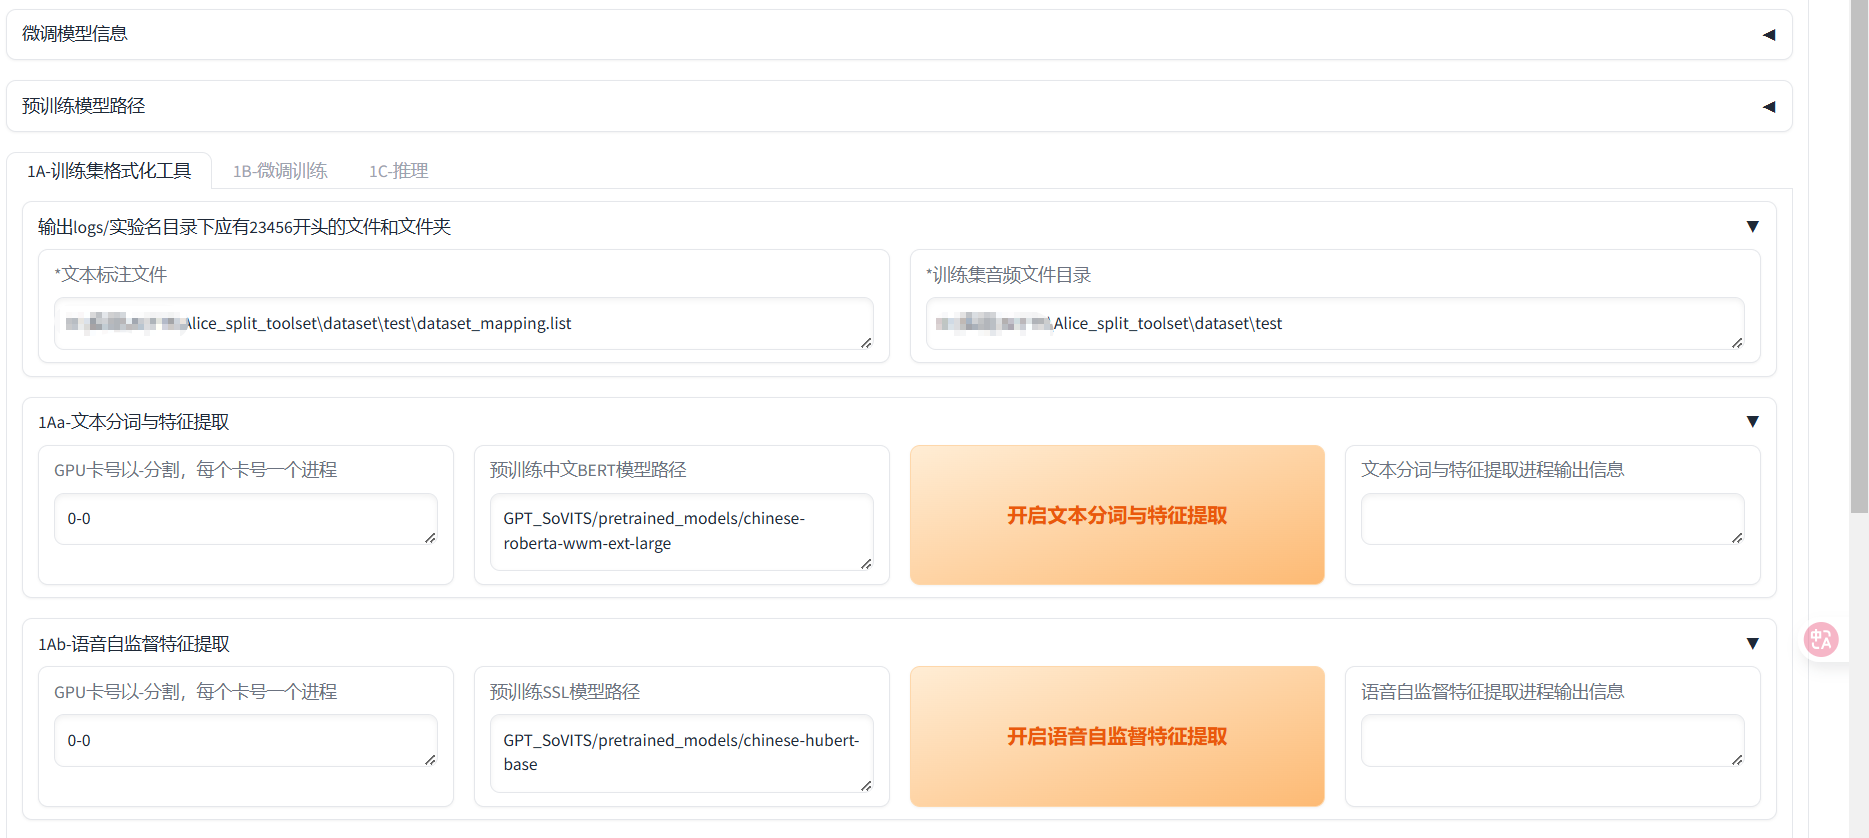 微调模型信息
预训练模型路径
1A-训练集格式化工具
1B-微调训练
1C-推理
输出logs/实验名目录下应有23456开头的文件和文件夹
*文本标注文件
Alice_split_toolset\dataset\test\dataset_mapping.list
*训练集音频文件目录
\Alice_split_toolset\dataset\test
1Aa-文本分词与特征提取
GPU卡号以-分割，每个卡号一个进程
0-0
预训练中文BERT模型路径
GPT_SoVITS/pretrained_models/chinese-
roberta-wwm-ext-large
开启文本分词与特征提取
文本分词与特征提取进程输出信息
1Ab-语音自监督特征提取
GPU卡号以-分割，每个卡号一个进程
0-0
预训练SSL模型路径
GPT_SoVITS/pretrained_models/chinese-hubert-
base
开启语音自监督特征提取
语音自监督特征提取进程输出信息
中
A